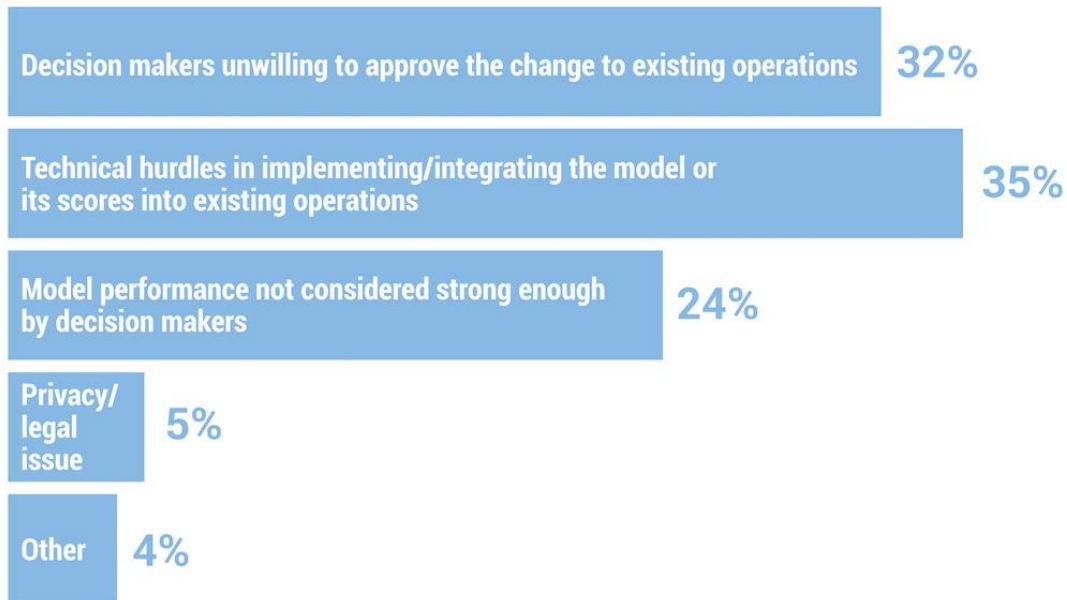 Decision makers unwilling to approve the change to existing operations 32%
Technical hurdles in implementing/integrating the model or
its scores into existing operations
35%
Model performance not considered strong enough
by decision makers
24%
Privacy/
legal
issue
5%
Other 4%